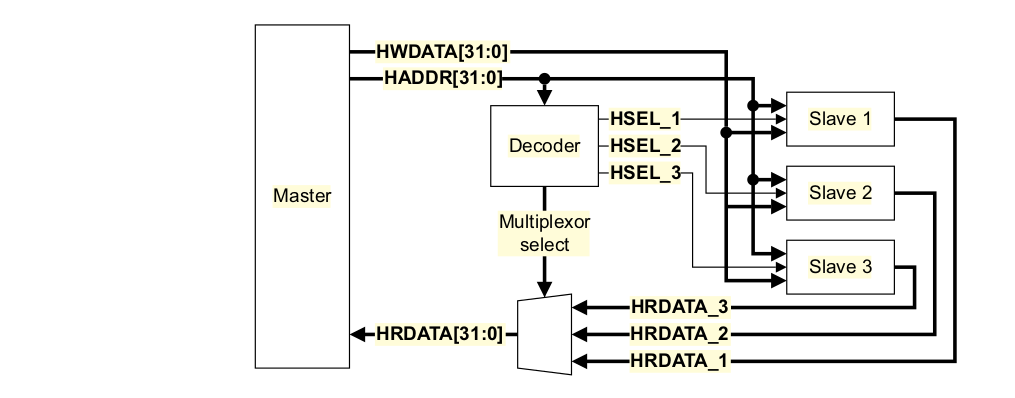 HWDATA[31:0]
HADDR[31:0]
HSEL_1
Slave 1
Decoder
HSEL_2
HSEL_3
Master
Slave 2
Multiplexor
select
Slave 3
HRDATA_3
HRDATA[31:0]
HRDATA_2
HRDATA_1